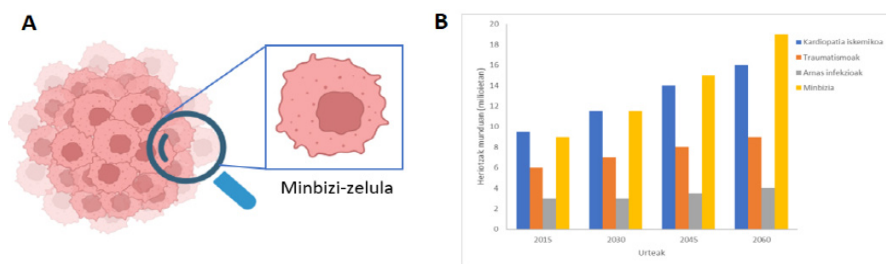 A
Minbizi-zelula
B
Heriotzak munduan (milioietan)
20
18
16
14
12
10
8
6
4
2
0
2015
2030
2045
2060
Urteak
Kardiopatia iskemikoa
Traumatismoak
Arnas infekzioak
Minbizia